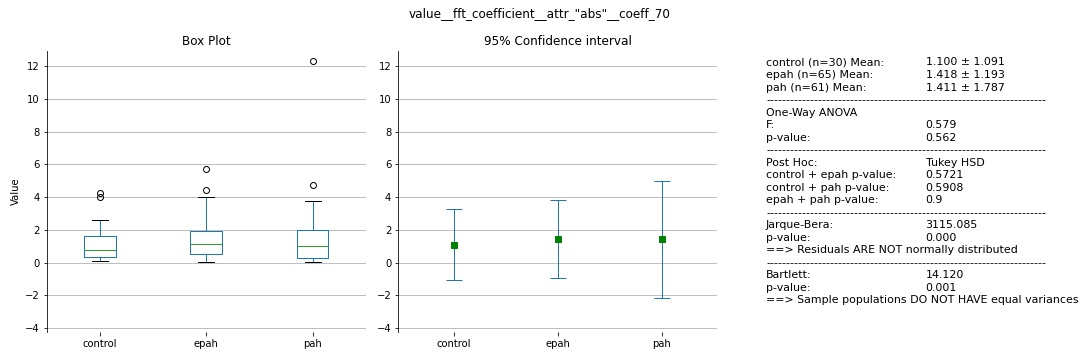 value__fft_coefficient__attr_"abs"__coeff_70
Box Plot
Value
12
10
8
6
4
2
0
−2
−4
control
epah
pah
95% Confidence interval
12
10
8
6
4
2
0
−2
−4
control
epah
pah
control (n=30) Mean: 1.100 ± 1.091
epah (n=65) Mean: 1.418 ± 1.193
pah (n=61) Mean: 1.411 ± 1.787
One-Way ANOVA
F: 0.579
p-value: 0.562
Post Hoc: Tukey HSD
control + epah p-value: 0.5721
control + pah p-value: 0.5908
epah + pah p-value: 0.9
Jarque-Bera: 3115.085
p-value: 0.000
==> Residuals ARE NOT normally distributed
Bartlett: 14.120
p-value: 0.001
==> Sample populations DO NOT HAVE equal variances